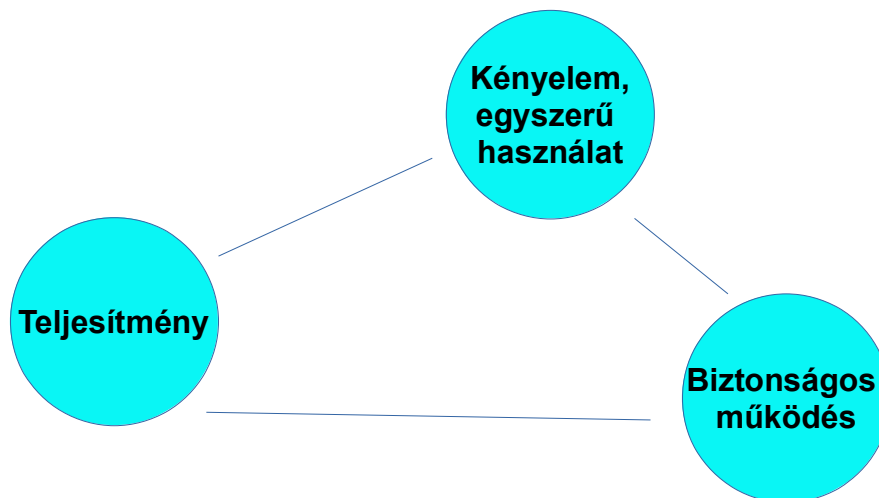 Kényelem,
egyszerű
használat
Teljesítmény
Biztonságos
működés